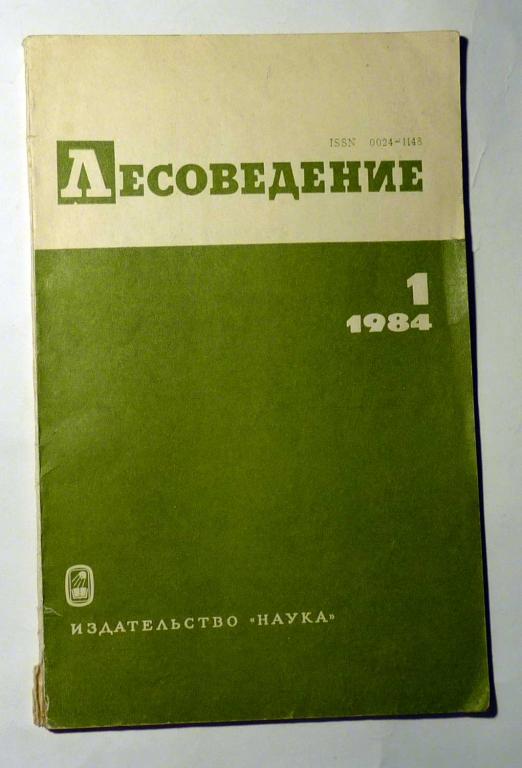 ISSN 0024-1148
ЛЕСОВЕДЕНИЕ
1
1984
ИЗДАТЕЛЬСТВО «НАУКА»